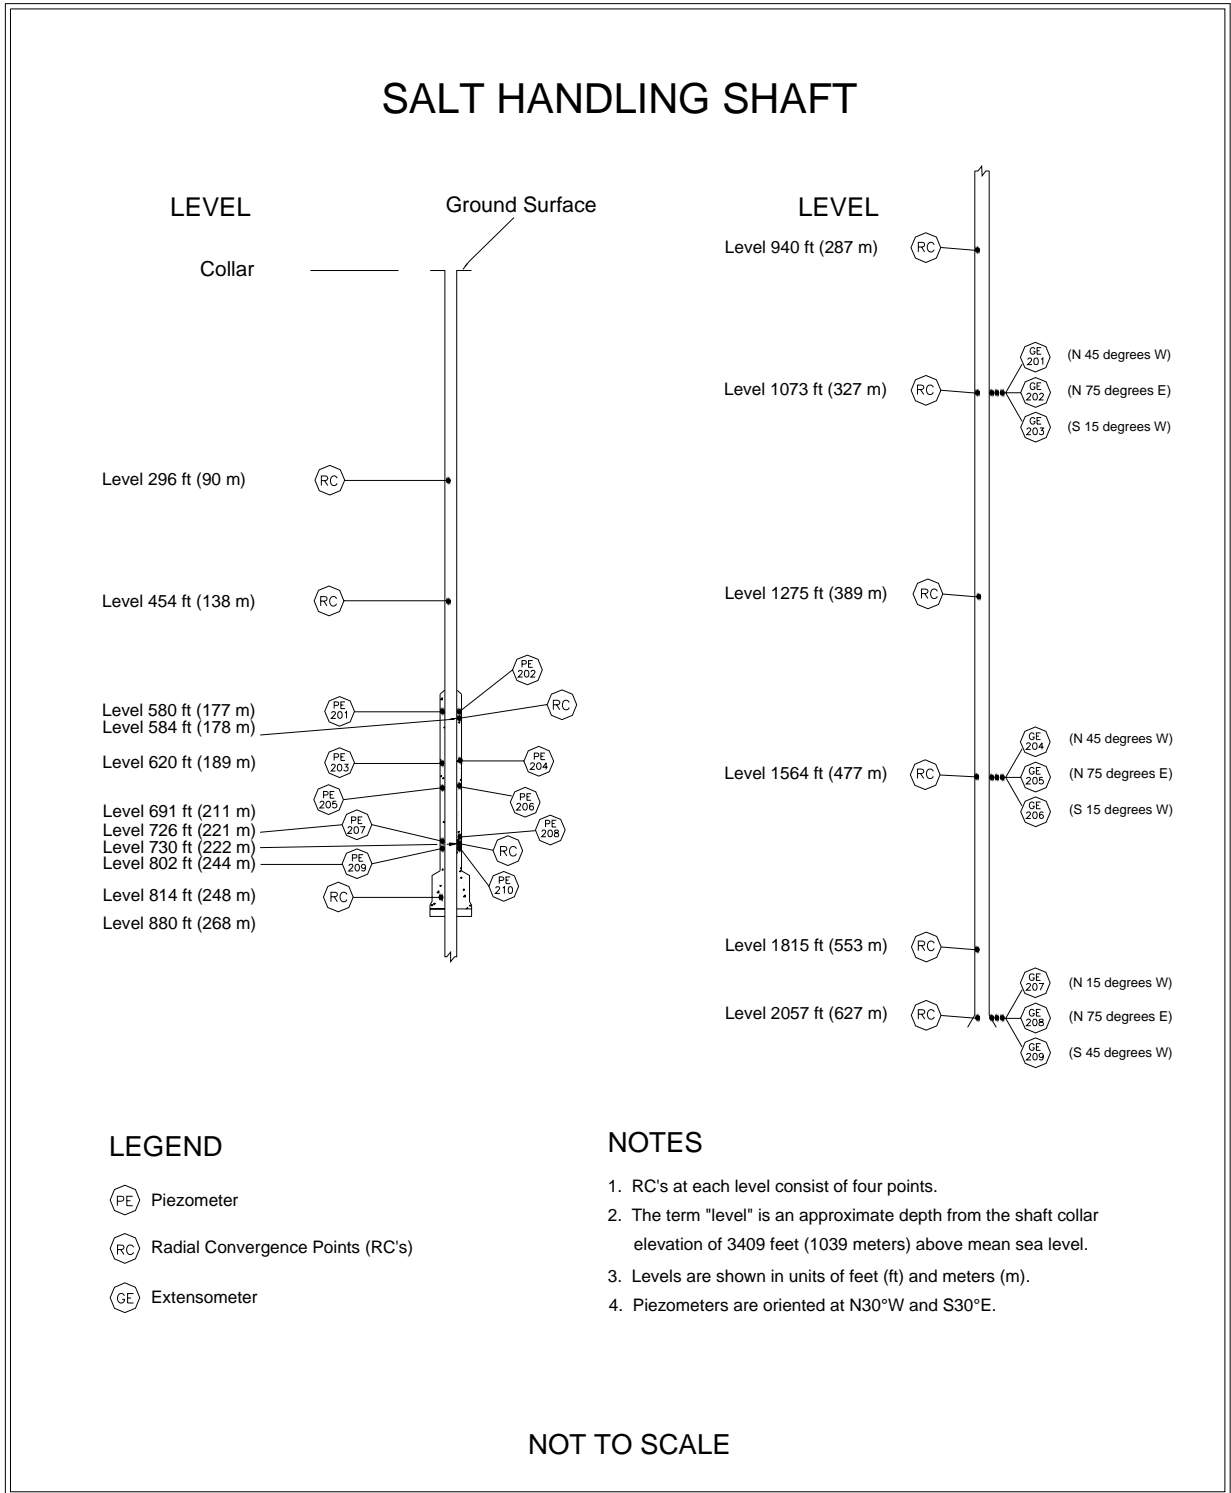 SALT HANDLING SHAFT
LEVEL
Ground Surface
Collar
Level 296 ft (90 m)
RC
Level 454 ft (138 m)
RC
PE
202
Level 580 ft (177 m)
PE
201
RC
Level 584 ft (178 m)
Level 620 ft (189 m)
PE
203
PE
204
PE
205
PE
206
Level 691 ft (211 m)
Level 726 ft (221 m)
PE
207
PE
208
Level 730 ft (222 m)
RC
Level 802 ft (244 m)
PE
209
PE
210
Level 814 ft (248 m)
RC
Level 880 ft (268 m)
LEVEL
Level 940 ft (287 m)
RC
Level 1073 ft (327 m)
RC
GE
201
(N 45 degrees W)
GE
202
(N 75 degrees E)
GE
203
(S 15 degrees W)
Level 1275 ft (389 m)
RC
Level 1564 ft (477 m)
RC
GE
204
(N 45 degrees W)
GE
205
(N 75 degrees E)
GE
206
(S 15 degrees W)
Level 1815 ft (553 m)
RC
Level 2057 ft (627 m)
RC
GE
207
(N 15 degrees W)
GE
208
(N 75 degrees E)
GE
209
(S 45 degrees W)
LEGEND
PE Piezometer
RC Radial Convergence Points (RC's)
GE Extensometer
NOTES
1. RC's at each level consist of four points.
2. The term "level" is an approximate depth from the shaft collar
elevation of 3409 feet (1039 meters) above mean sea level.
3. Levels are shown in units of feet (ft) and meters (m).
4. Piezometers are oriented at N30°W and S30°E.
NOT TO SCALE